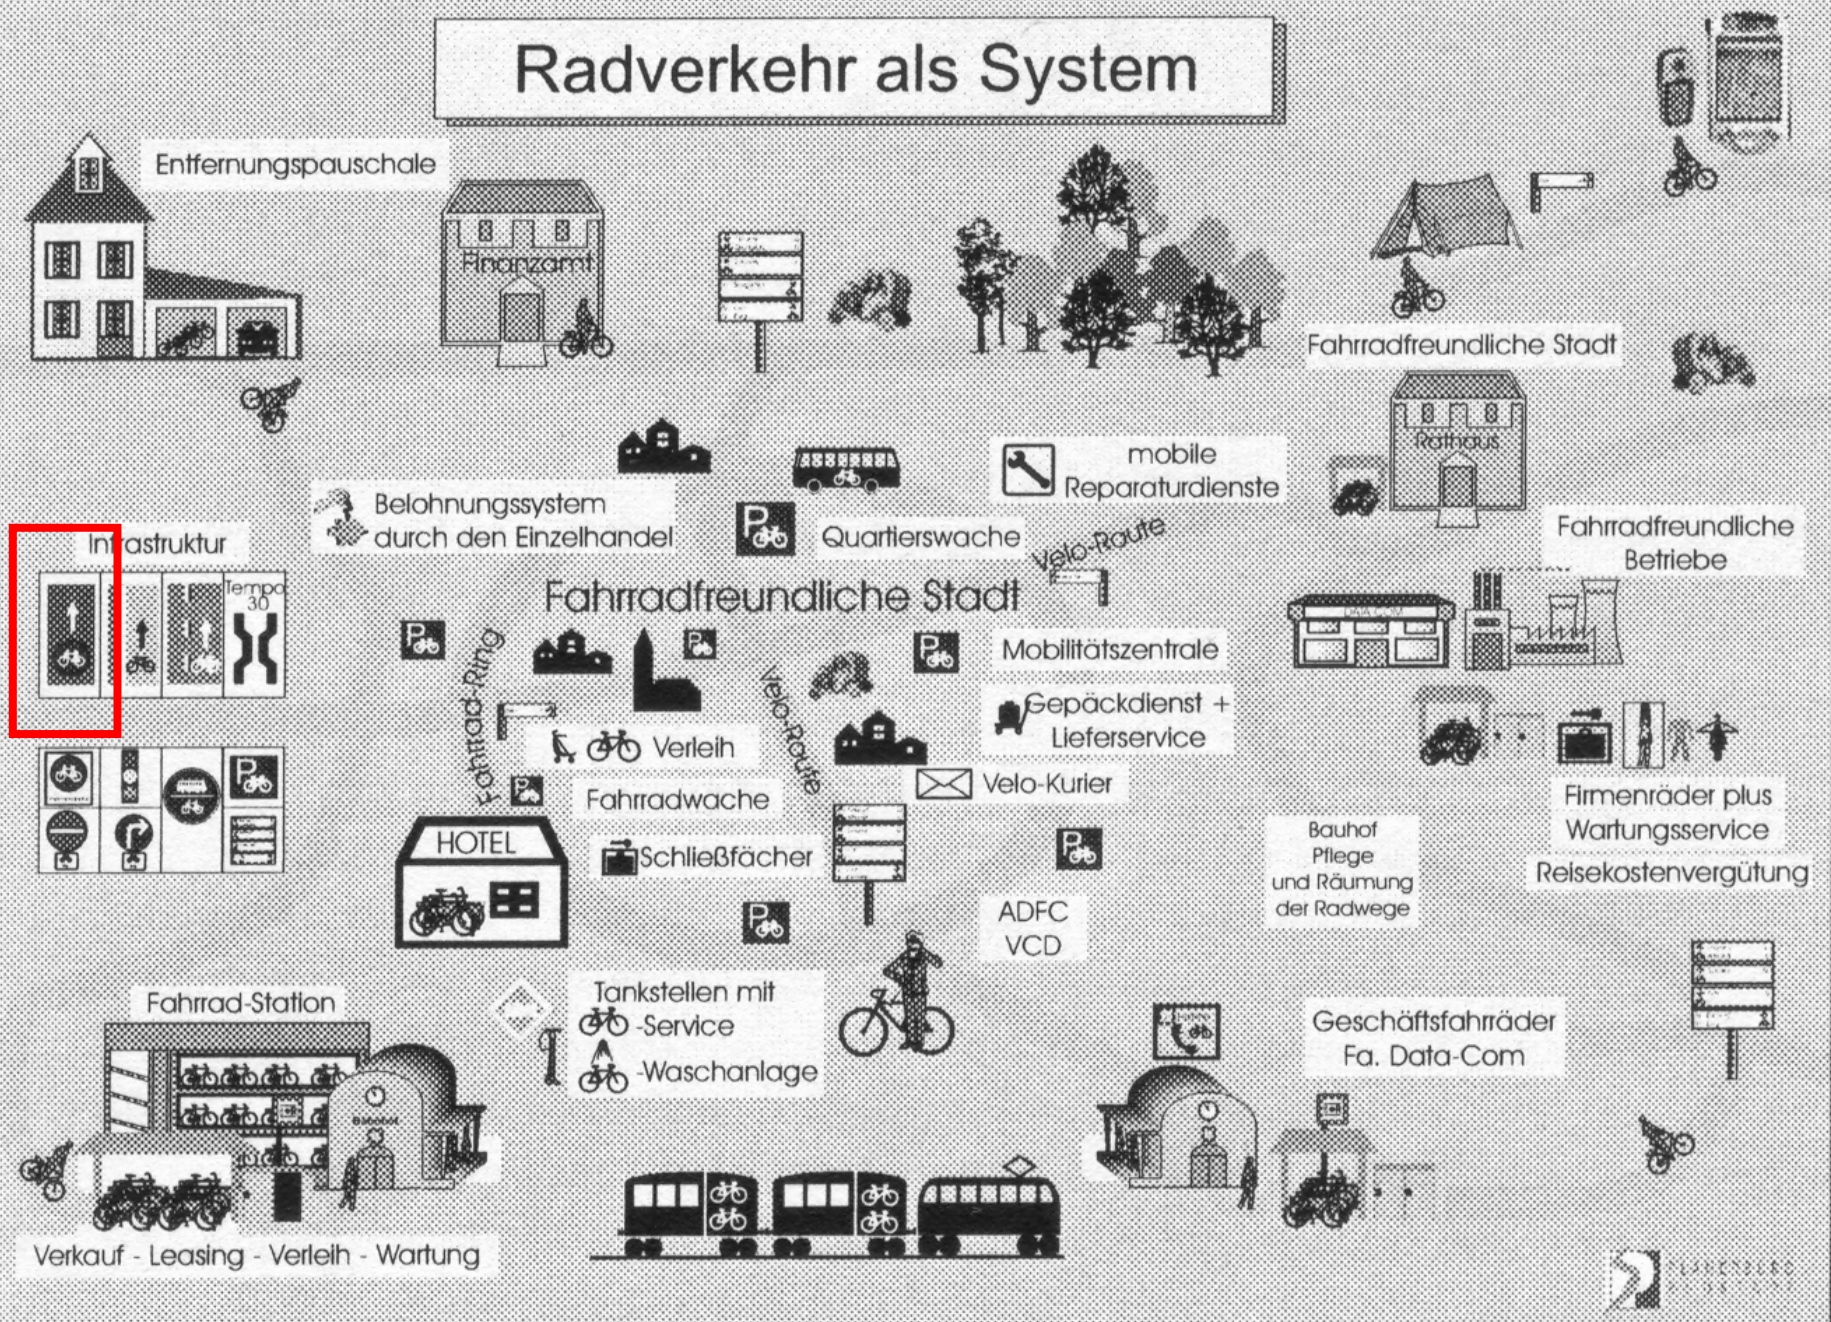 Radverkehr als System
Entfernungspauschale
Finanzamt
Fahrradfreundliche Stadt
Rathaus
mobile
Reparaturdienste
Belohnungssystem
durch den Einzelhandel
P
Quartierswache
Velo-Route
Fahrradfreundliche
Betriebe
Infrastruktur
Tempo
30
Fahrradfreundliche Stadt
DATA COM
P
P
P
Mobilitätszentrale
Fahrrad-Ring
Velo-Route
Gepäckdienst +
Lieferservice
Verleih
Velo-Kurier
P
P
Fahrradwache
Firmenräder plus
Wartungsservice
Reisekostenvergütung
HOTEL
Schließfächer
P
Bauhof
Pflege
und Räumung
der Radwege
P
ADFC
VCD
Fahrrad-Station
Tankstellen mit
-Service
-Waschanlage
Geschäftsfahrräder
Fa. Data-Com
Bahnhof
Verkauf - Leasing - Verleih - Wartung